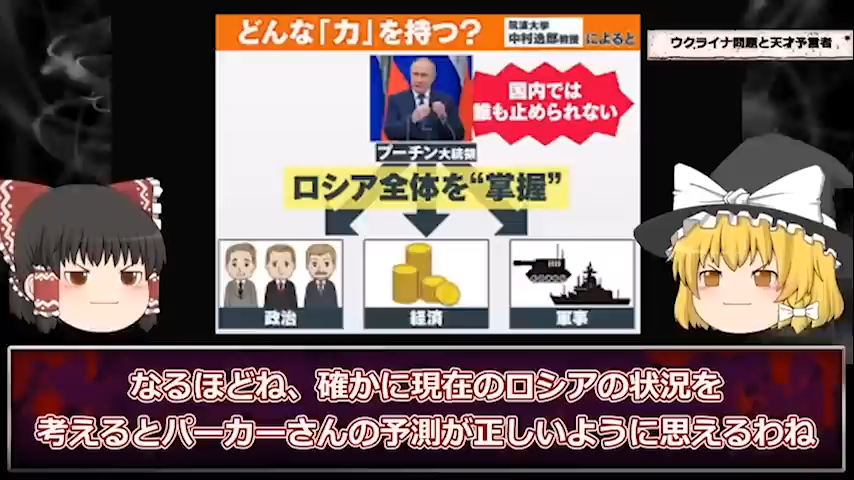 どんな「力」を持つ？
筑波大學
中村逸郎教授
によると
ウクライナ問題と天才予言者
国内では
誰も止められない
プーチン大統領
ロシア全体を“掌握”
政治
経済
軍事
なるほどね、確かに現在のロシアの状況を
考えるとパーカーさんの予測が正しいように思えるわね